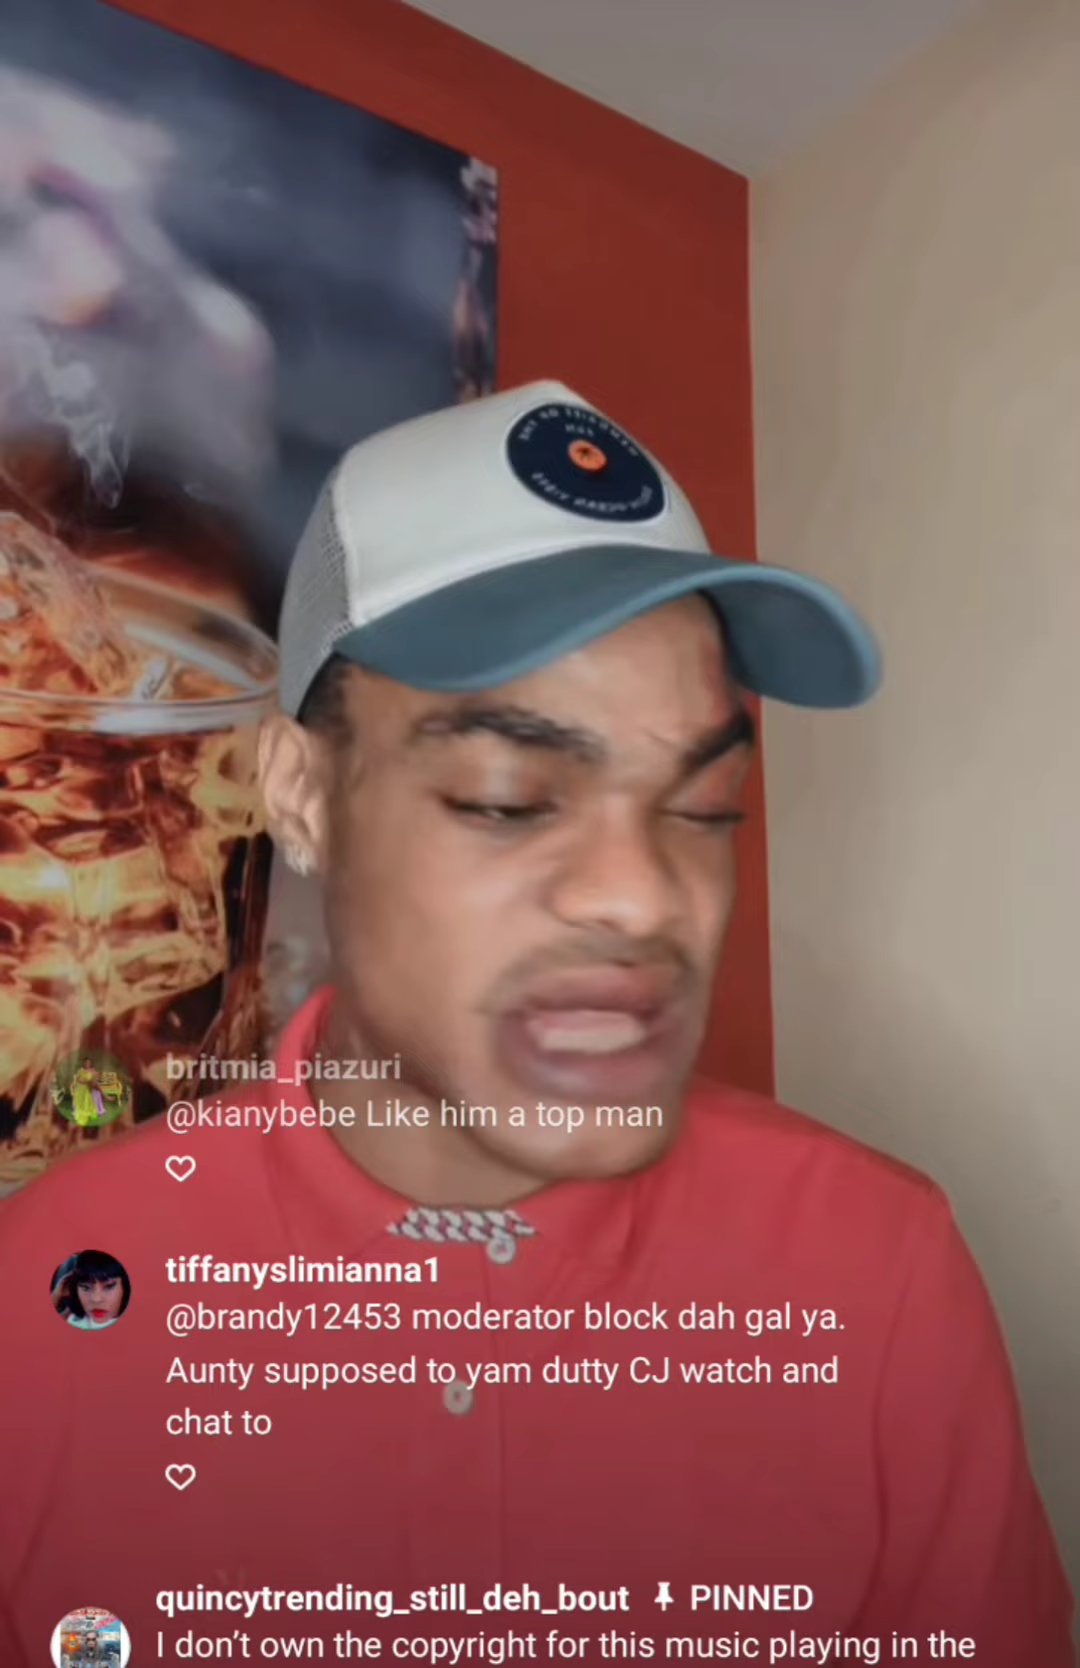 britmia_piazuri
@kianybebe Like him a top man
tiffanyslimianna1
@brandy12453 moderator block dah gal ya.
Aunty supposed to yam dutty CJ watch and
chat to
quincytrending_still_deh_bout PINNED
I don’t own the copyright for this music playing in the